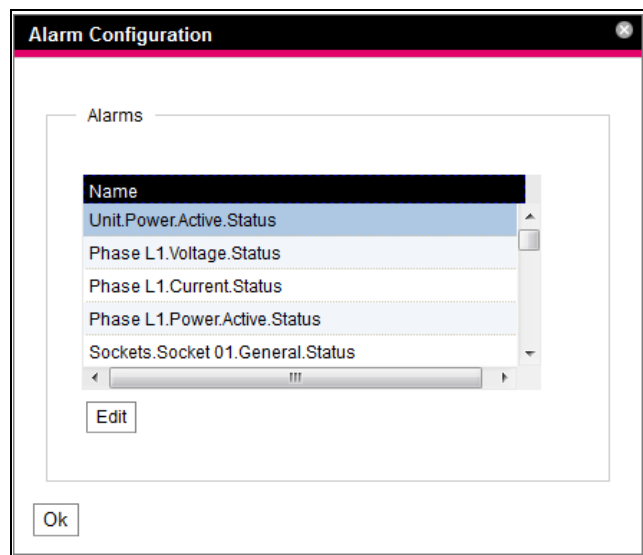 Alarm Configuration
Alarms
Name
Unit.Power.Active.Status
Phase L1.Voltage.Status
Phase L1.Current.Status
Phase L1.Power.Active.Status
Sockets.Socket 01.General.Status
Edit
Ok